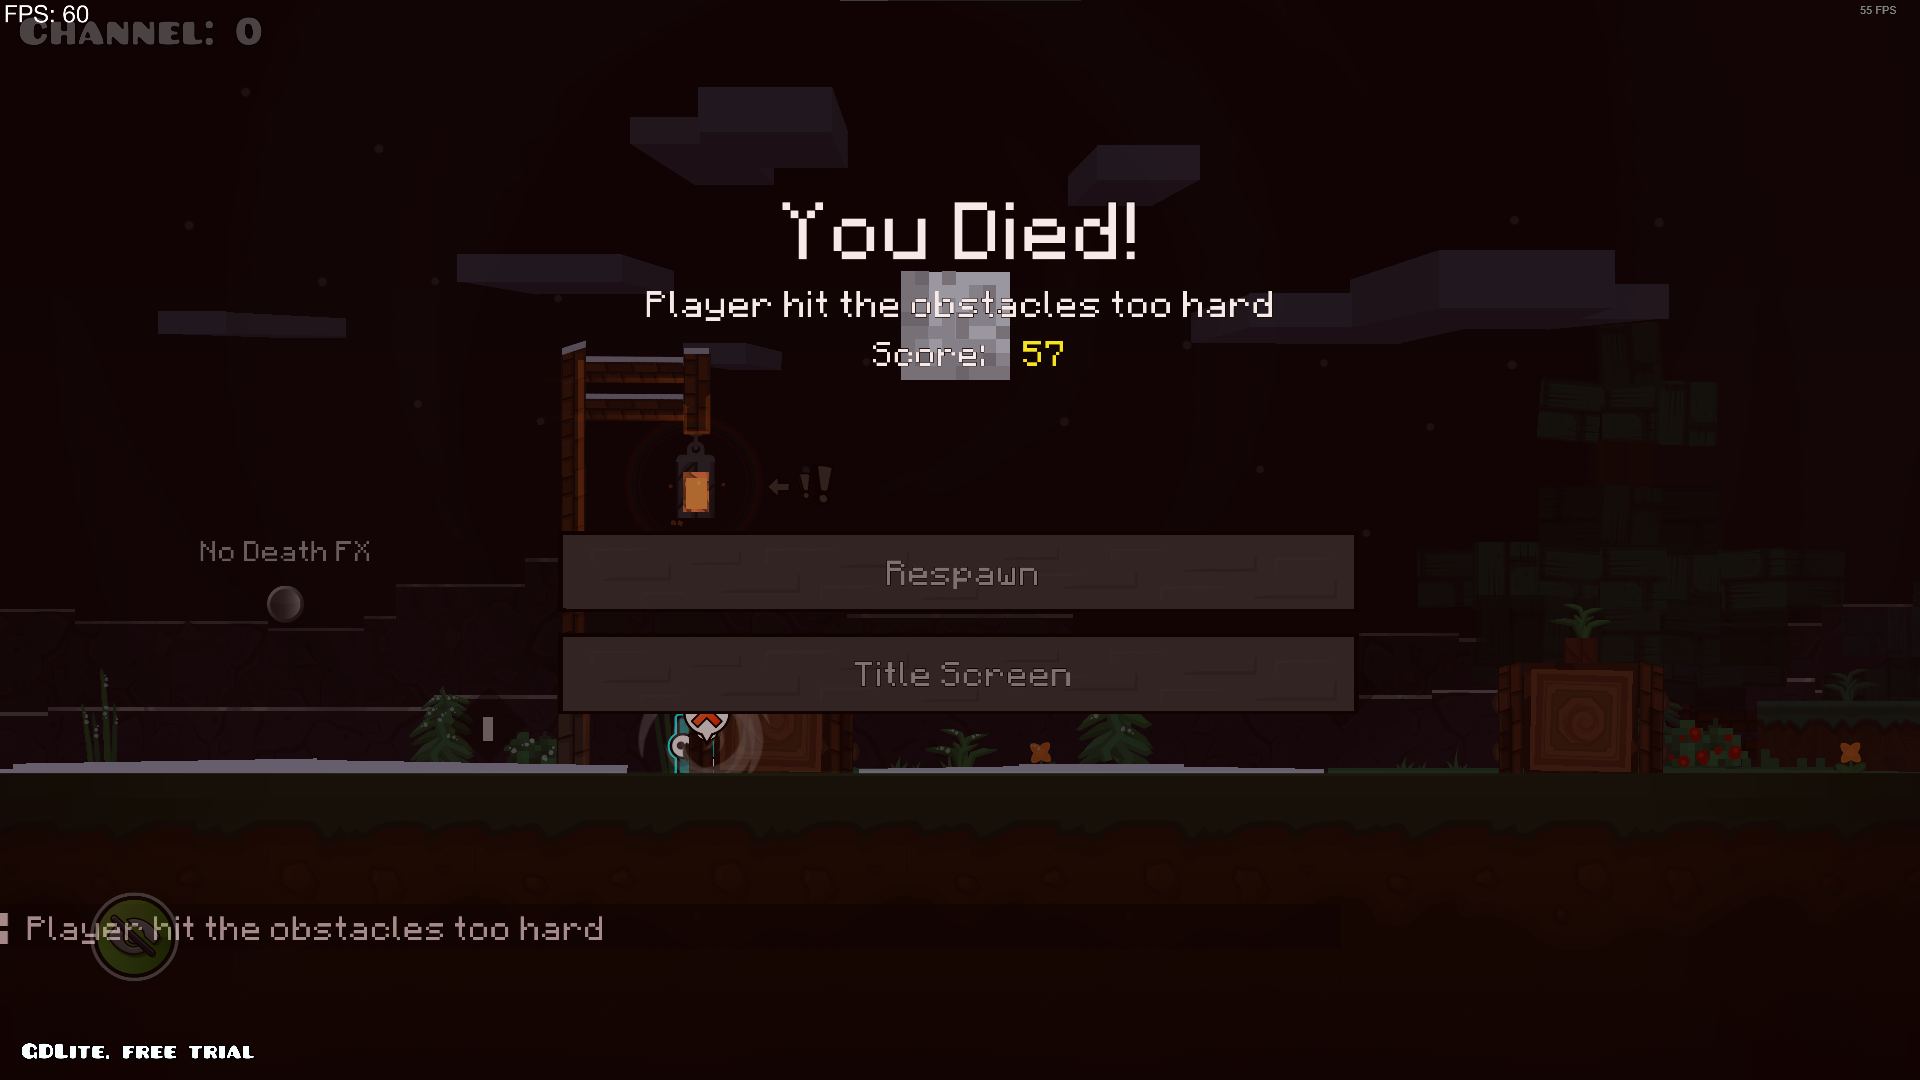 FPS: 60
55 FPS
Channel: 0
You Died!
Player hit the obstacles too hard
Score: 57
!!
No Death FX
Respawn
Title Screen
Player hit the obstacles too hard
GDLite. free trial